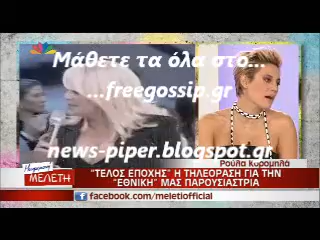 Μάθετε τα όλα στό...
...freegossip.gr
news-piper.blogspot.gr
Ρούλα Κορομηλά
ΜΕΛΕΤΗ
"ΤΕΛΟΣ ΕΠΟΧΗΣ" Η ΤΗΛΕΟΡΑΣΗ ΓΙΑ ΤΗΝ
"ΕΘΝΙΚΗ" ΜΑΣ ΠΑΡΟΥΣΙΑΣΤΡΙΑ
facebook.com/meletiofficial